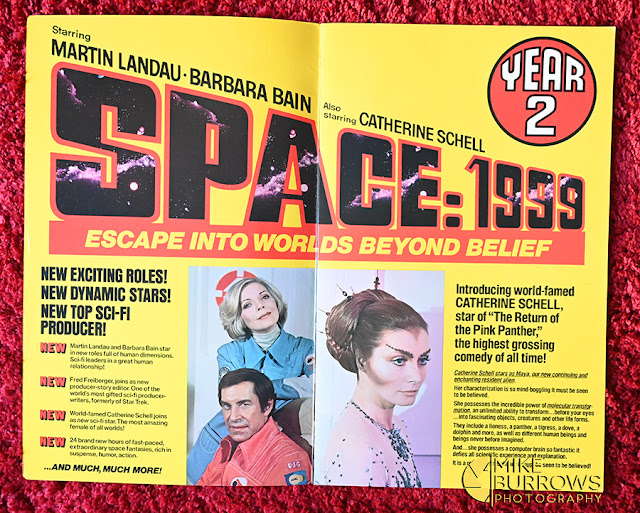 Starring
MARTIN LANDAU · BARBARA BAIN
Also
starring CATHERINE SCHELL
YEAR
2
SPACE: 1999
ESCAPE INTO WORLDS BEYOND BELIEF
NEW EXCITING ROLES!
NEW DYNAMIC STARS!
NEW TOP SCI-FI
PRODUCER!
NEW Martin Landau and Barbara Bain star
in new roles full of human dimensions.
Sci-fi leaders in a great human
relationship!
NEW Fred Freiberger, joins as new
producer-story editor. One of the
world's most gifted sci-fi producer-
writers, formerly of Star Trek.
NEW World-famed Catherine Schell joins
as new sci-fi star. The most amazing
female of all worlds!
NEW 24 brand new hours of fast-paced,
extraordinary space fantasies, rich in
suspense, humor, action.
...AND MUCH, MUCH MORE!
Introducing world-famed
CATHERINE SCHELL,
star of "The Return of
the Pink Panther,"
the highest grossing
comedy of all time!
Catherine Schell stars as Maya, our new continuing and
enchanting resident alien.
Her characterization is so mind-boggling it must be seen
to be believed.
She possesses the incredible power of molecular transfor-
mation, an unlimited ability to transform...before your eyes
...into fascinating objects, creatures and other life forms.
They include a lioness, a panther, a tigress, a dove, a
dolphin and more, as well as different human beings and
beings never before imagined.
And...she possesses a computer brain so fantastic it
defies all scientific experience and explanation.
It is a to be seen to be believed!
MIKE
BURROWS
PHOTOGRAPHY